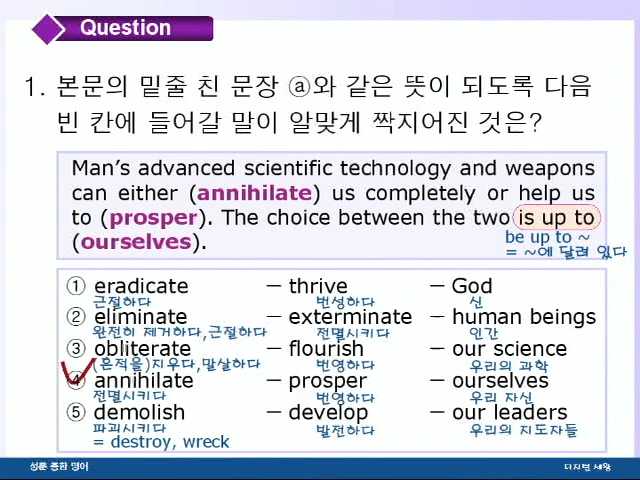 Question
1. 본문의 밑줄 친 문장 ⓐ와 같은 뜻이 되도록 다음
빈 칸에 들어갈 말이 알맞게 짝지어진 것은?
Man's advanced scientific technology and weapons
can either (annihilate) us completely or help us
to (prosper). The choice between the two is up to
(ourselves).
be up to ~
= ~에 달려 있다
① eradicate – thrive – God
근절하다 번성하다 신
② eliminate – exterminate – human beings
완전히 제거하다,근절하다 전멸시키다 인간
③ obliterate – flourish – our science
(흔적을)지우다,말살하다 번영하다 우리의 과학
④ annihilate – prosper – ourselves
전멸시키다 번영하다 우리 자신
⑤ demolish – develop – our leaders
파괴시키다 발전하다 우리의 지도자들
= destroy, wreck
성문 종합 영어 디지털 세왕